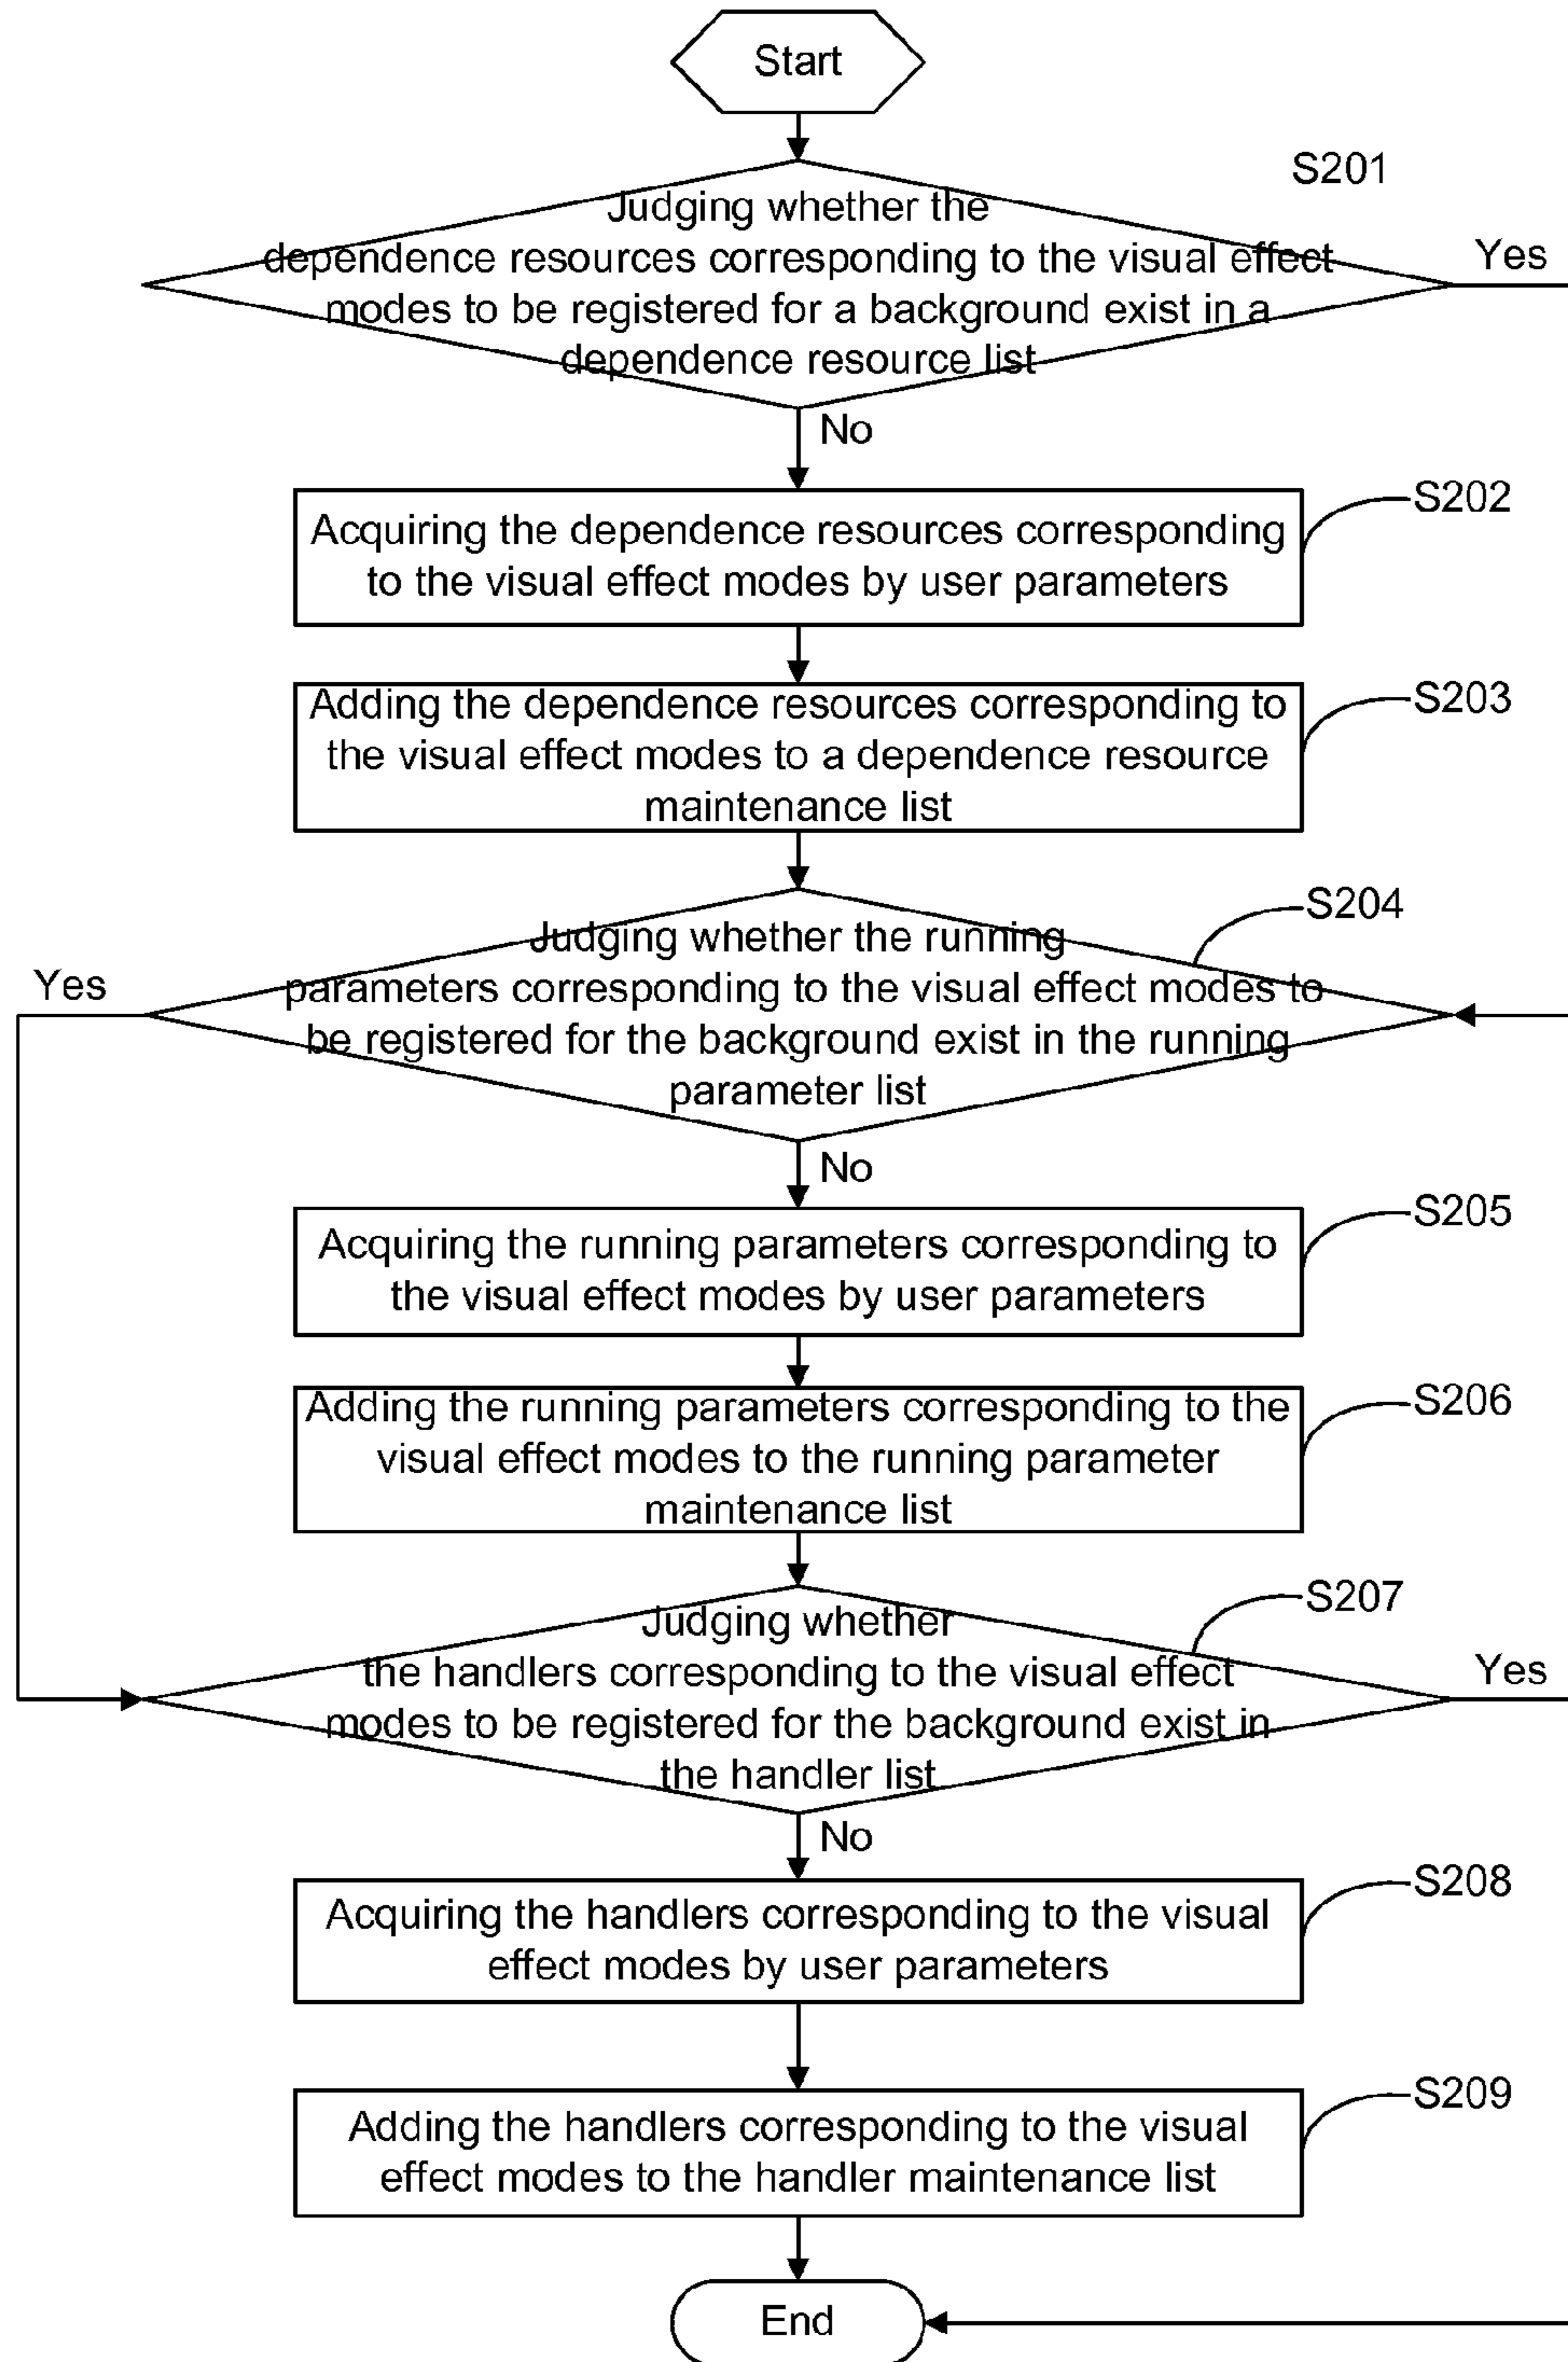 Start
S201
Judging whether the
dependence resources corresponding to the visual effect
modes to be registered for a background exist in a
dependence resource list
Yes
No
S202
Acquiring the dependence resources corresponding
to the visual effect modes by user parameters
S203
Adding the dependence resources corresponding to
the visual effect modes to a dependence resource
maintenance list
S204
Judging whether the running
parameters corresponding to the visual effect modes to
be registered for the background exist in the running
parameter list
Yes
No
S205
Acquiring the running parameters corresponding to
the visual effect modes by user parameters
S206
Adding the running parameters corresponding to the
visual effect modes to the running parameter
maintenance list
S207
Judging whether
the handlers corresponding to the visual effect
modes to be registered for the background exist in
the handler list
Yes
No
S208
Acquiring the handlers corresponding to the visual
effect modes by user parameters
S209
Adding the handlers corresponding to the visual
effect modes to the handler maintenance list
End